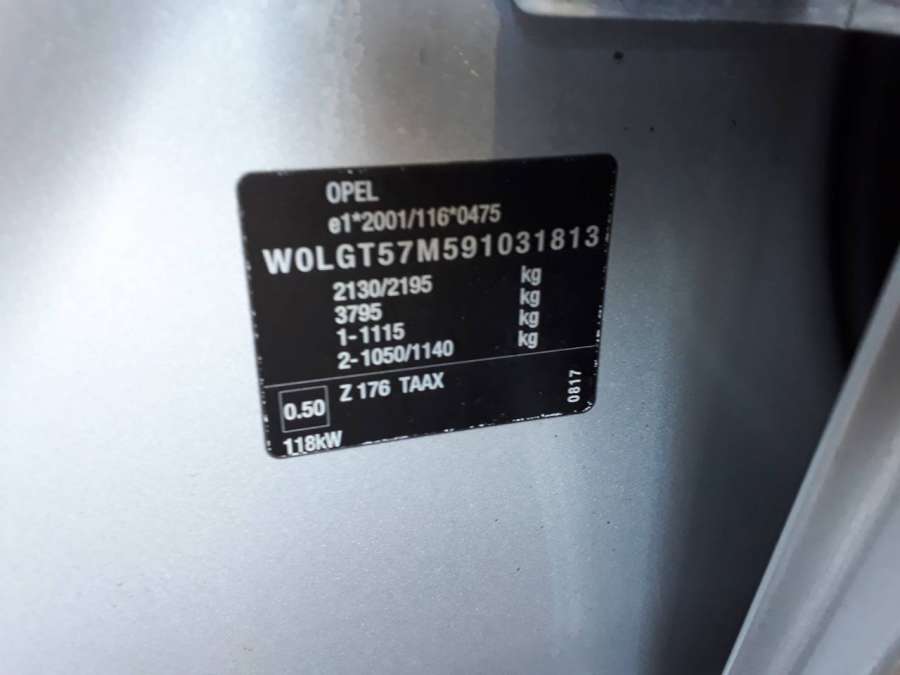 OPEL
e1*2001/116*0475
W0LGT57M591031813
2130/2195 kg
3795 kg
1-1115 kg
2-1050/1140 kg
0.50 Z 176 TAAX
118kW
0817